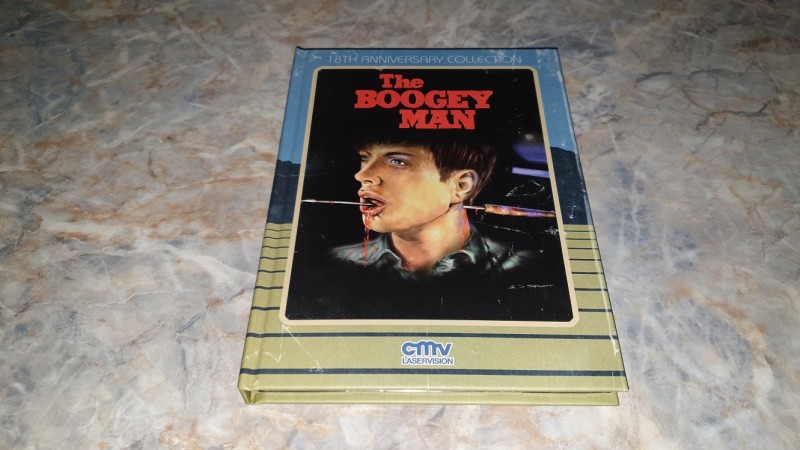 18TH ANNIVERSARY COLLECTION
The
BOOGEY
MAN
cmv
LASERVISION